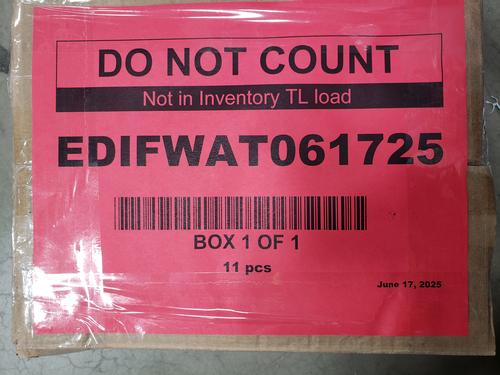 DO NOT COUNT
Not in Inventory TL load
EDIFWAT061725
BOX 1 OF 1
11 pcs
June 17, 2025